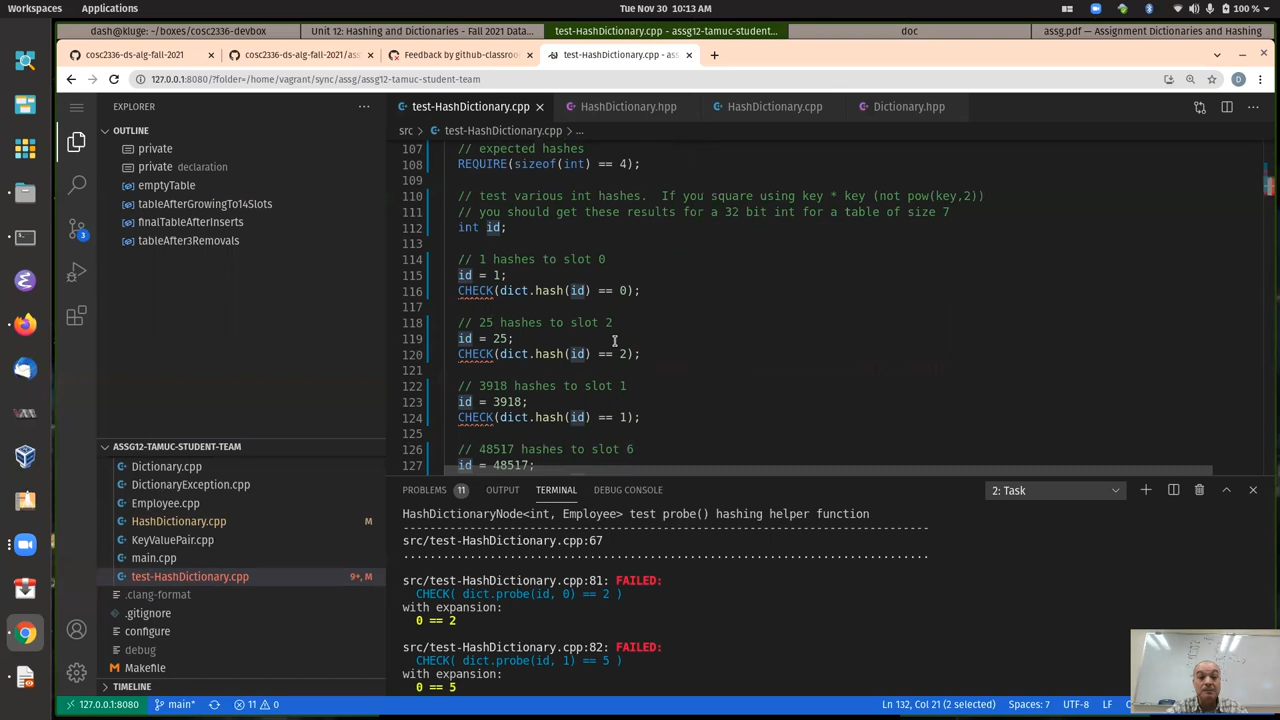 Workspaces
Applications
Tue Nov 30 10:13 AM
100 %
dash@kluge: ~/boxes/cosc2336-devbox
Unit 12: Hashing and Dictionaries - Fall 2021 Data...
test-HashDictionary.cpp - assg12-tamuc-student...
doc
assg.pdf — Assignment Dictionaries and Hashing
cosc2336-ds-alg-fall-2021
cosc2336-ds-alg-fall-2021/ass
Feedback by github-classroo
test-HashDictionary.cpp - ass
127.0.0.1:8080/?folder=/home/vagrant/sync/assg/assg12-tamuc-student-team
D
EXPLORER
OUTLINE
private
private declaration
emptyTable
tableAfterGrowingTo14Slots
finalTableAfterInserts
tableAfter3Removals
3
ASSG12-TAMUC-STUDENT-TEAM
Dictionary.cpp
DictionaryException.cpp
Employee.cpp
HashDictionary.cpp M
KeyValuePair.cpp
main.cpp
test-HashDictionary.cpp 9+, M
.clang-format
.gitignore
configure
debug
Makefile
TIMELINE
test-HashDictionary.cpp
HashDictionary.hpp
HashDictionary.cpp
Dictionary.hpp
src > test-HashDictionary.cpp > ...
107 // expected hashes
108 REQUIRE(sizeof(int) == 4);
109
110 // test various int hashes.  If you square using key * key (not pow(key,2))
111 // you should get these results for a 32 bit int for a table of size 7
112 int id;
113
114 // 1 hashes to slot 0
115 id = 1;
116 CHECK(dict.hash(id) == 0);
117
118 // 25 hashes to slot 2
119 id = 25;
120 CHECK(dict.hash(id) == 2);
121
122 // 3918 hashes to slot 1
123 id = 3918;
124 CHECK(dict.hash(id) == 1);
125
126 // 48517 hashes to slot 6
127 id = 48517;
PROBLEMS 11 OUTPUT TERMINAL DEBUG CONSOLE
2: Task
HashDictionaryNode<int, Employee> test probe() hashing helper function
-------------------------------------------------------------------------------
src/test-HashDictionary.cpp:67
...............................................................................
src/test-HashDictionary.cpp:81: FAILED:
CHECK( dict.probe(id, 0) == 2 )
with expansion:
0 == 2
src/test-HashDictionary.cpp:82: FAILED:
CHECK( dict.probe(id, 1) == 5 )
with expansion:
0 == 5
127.0.0.1:8080
main*
11 0
Ln 132, Col 21 (2 selected)
Spaces: 7
UTF-8
LF